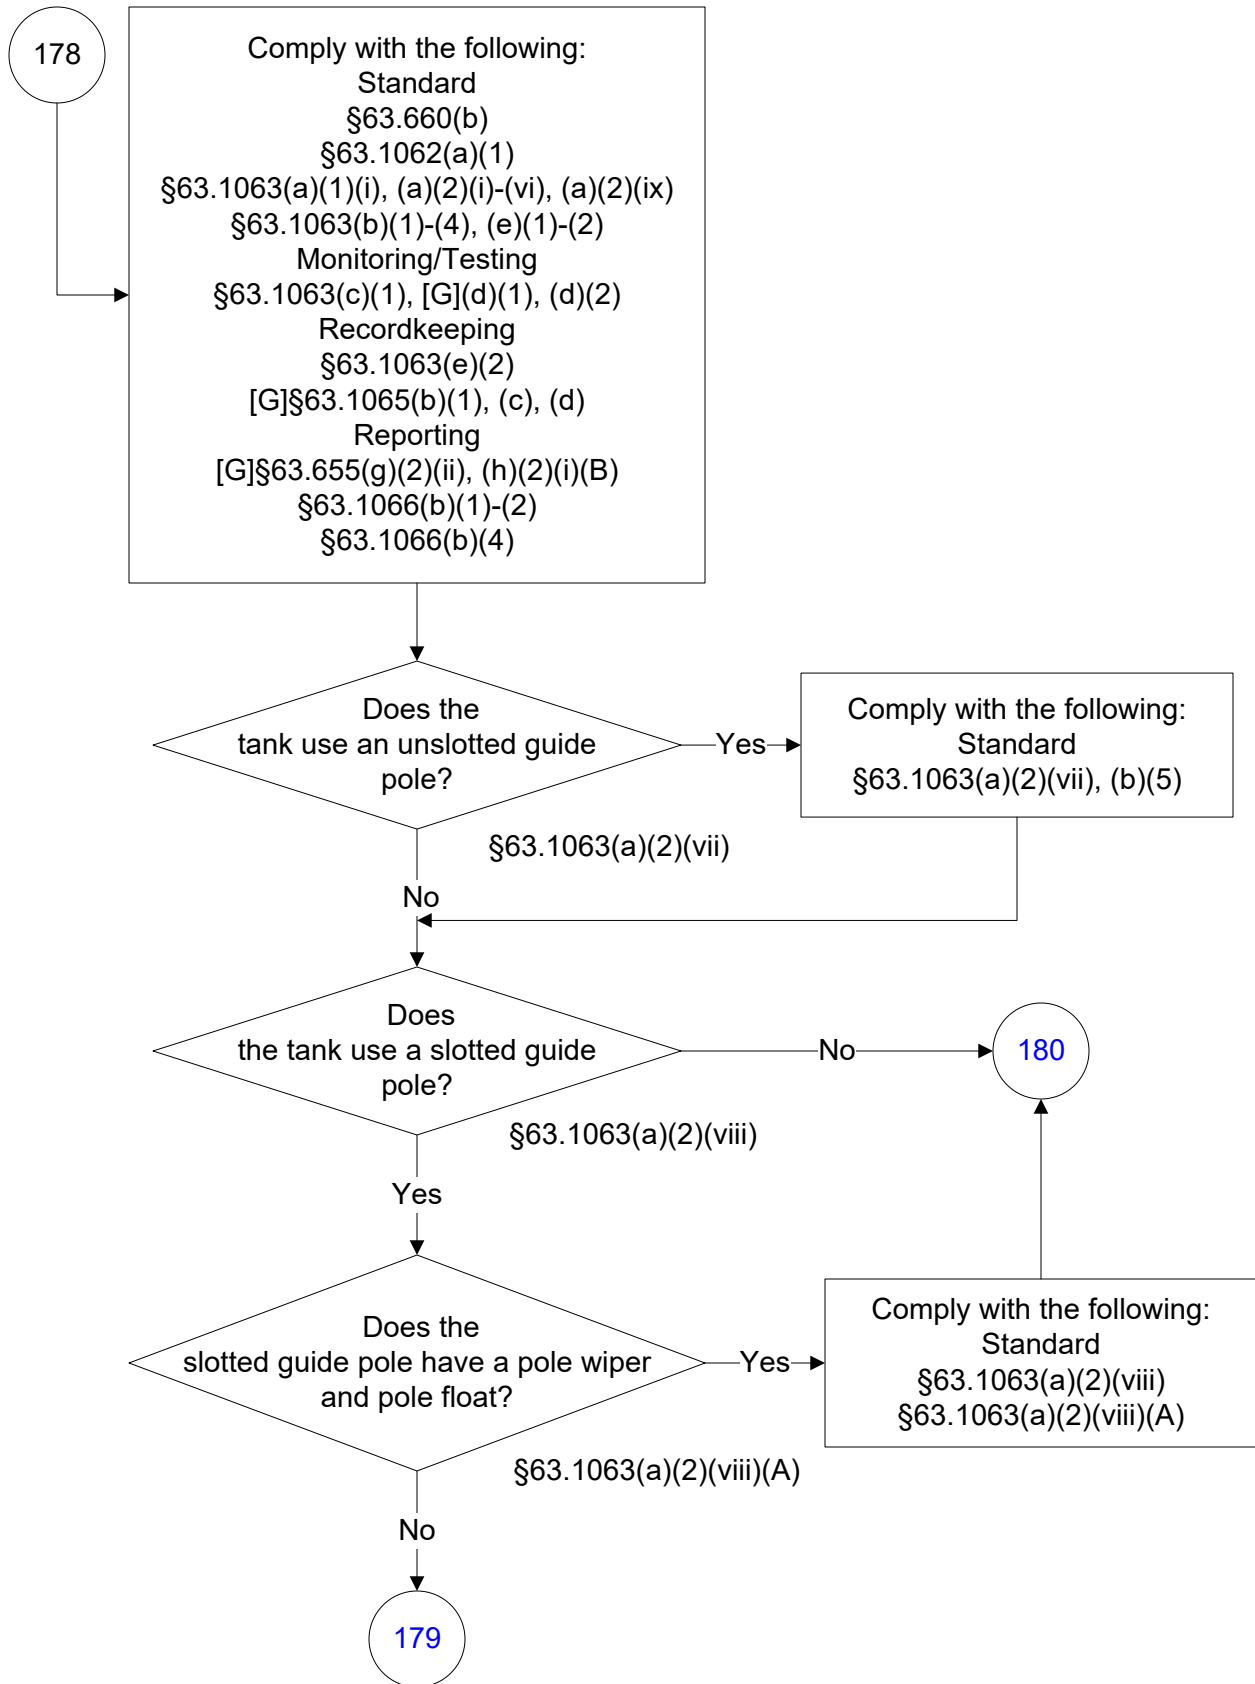 178
Comply with the following:
Standard
§63.660(b)
§63.1062(a)(1)
§63.1063(a)(1)(i), (a)(2)(i)-(vi), (a)(2)(ix)
§63.1063(b)(1)-(4), (e)(1)-(2)
Monitoring/Testing
§63.1063(c)(1), [G](d)(1), (d)(2)
Recordkeeping
§63.1063(e)(2)
[G]§63.1065(b)(1), (c), (d)
Reporting
[G]§63.655(g)(2)(ii), (h)(2)(i)(B)
§63.1066(b)(1)-(2)
§63.1066(b)(4)
Does the
tank use an unslotted guide
pole?
Yes
Comply with the following:
Standard
§63.1063(a)(2)(vii), (b)(5)
§63.1063(a)(2)(vii)
No
Does
the tank use a slotted guide
pole?
No
180
§63.1063(a)(2)(viii)
Yes
Does the
slotted guide pole have a pole wiper
and pole float?
Yes
Comply with the following:
Standard
§63.1063(a)(2)(viii)
§63.1063(a)(2)(viii)(A)
§63.1063(a)(2)(viii)(A)
No
179